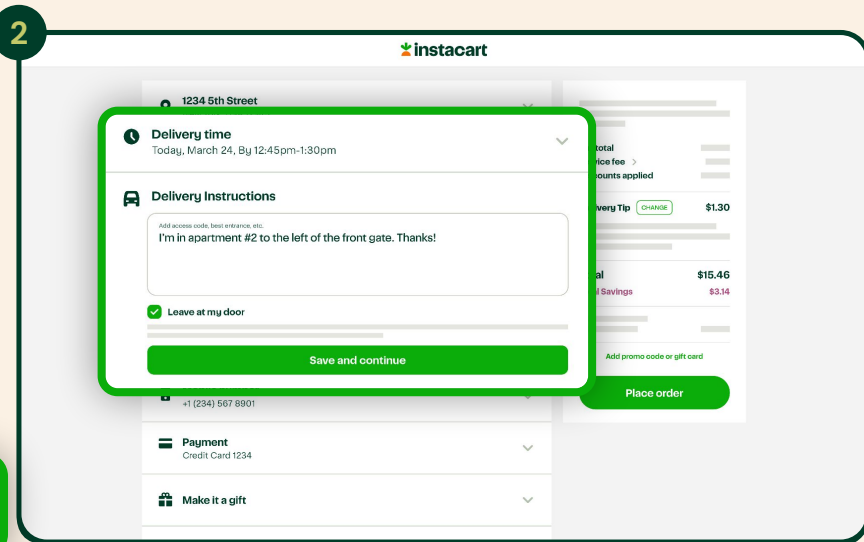 2
instacart
1234 5th Street
Delivery time
Today, March 24, By 12:45pm-1:30pm
Delivery Instructions
Add access code, best entrance, etc.
I'm in apartment #2 to the left of the front gate. Thanks!
Leave at my door
Save and continue
+1 (234) 567 8901
Payment
Credit Card 1234
Make it a gift
fee >
applied
Tip CHANGE $1.30
$15.46
Savings $3.14
Add promo code or gift card
Place order